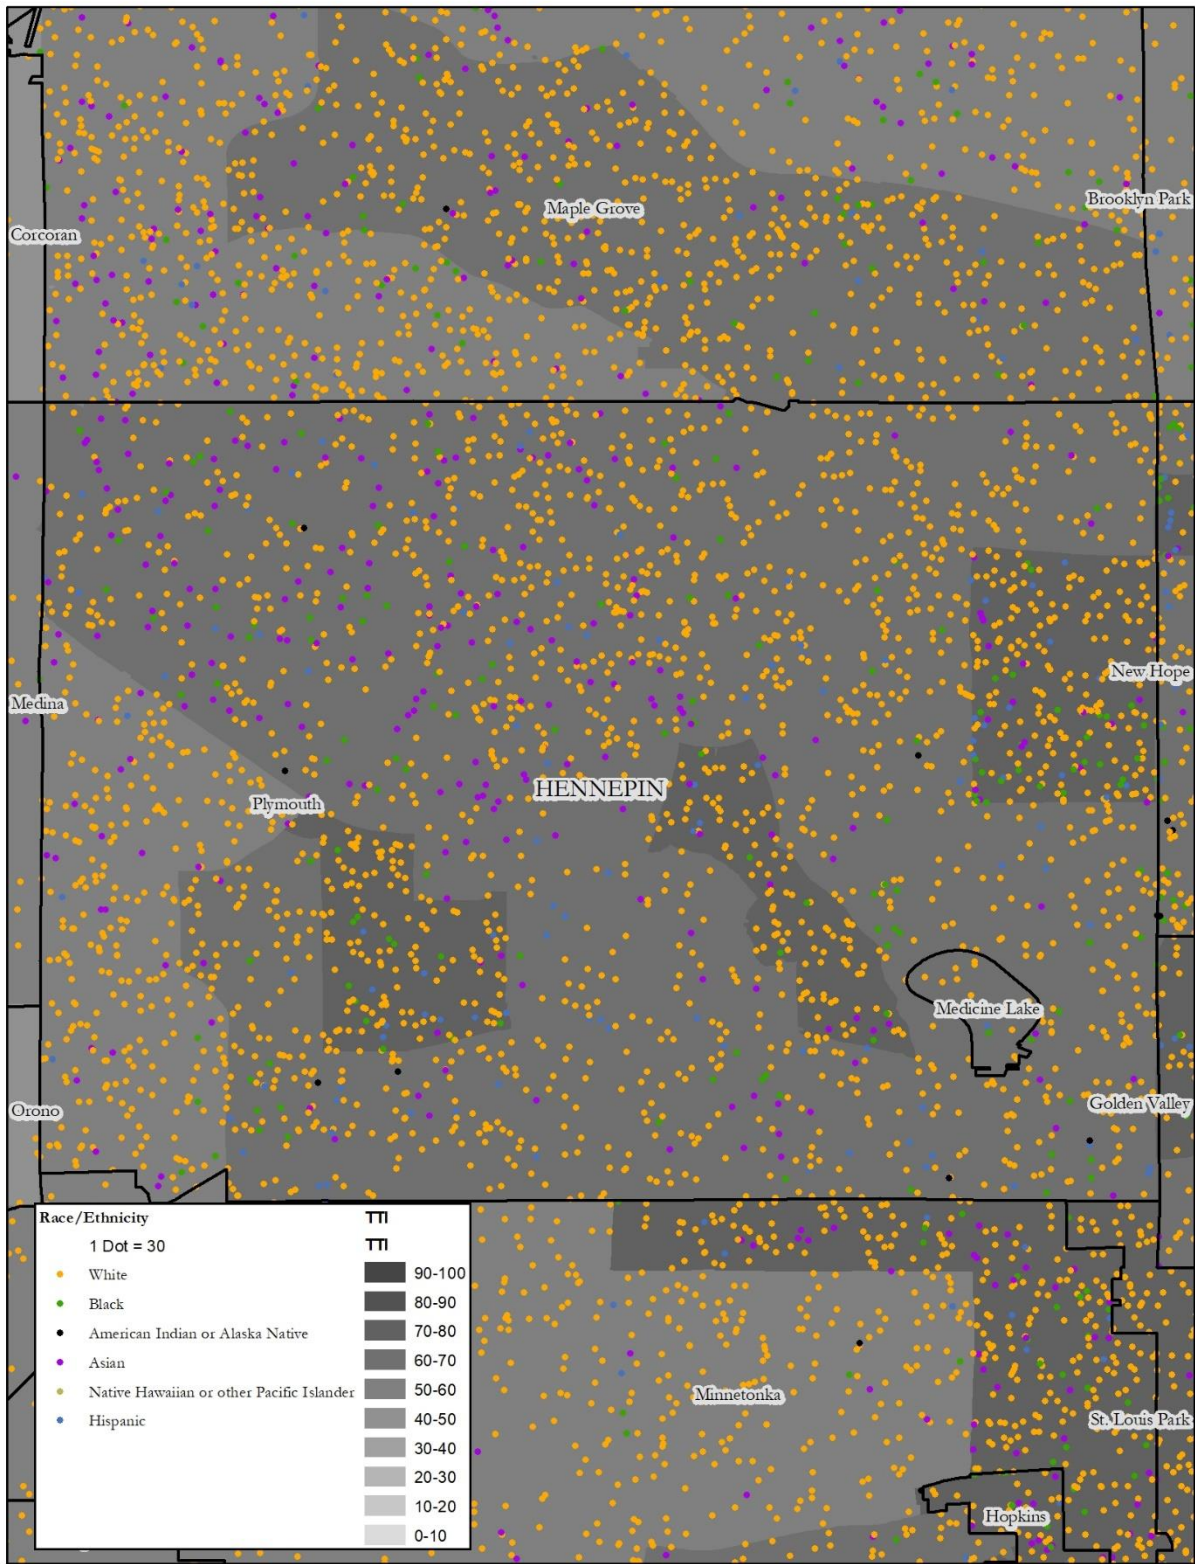 Brooklyn Park
Maple Grove
Corcoran
New Hope
Medina
HENNEPIN
Plymouth
Medicine Lake
Golden Valley
Orono
Race/Ethnicity
1 Dot = 30
White
Black
American Indian or Alaska Native
Asian
Native Hawaiian or other Pacific Islander
Hispanic
TTI
TTI
90-100
80-90
70-80
60-70
50-60
40-50
30-40
20-30
10-20
0-10
Minnetonka
St. Louis Park
Hopkins